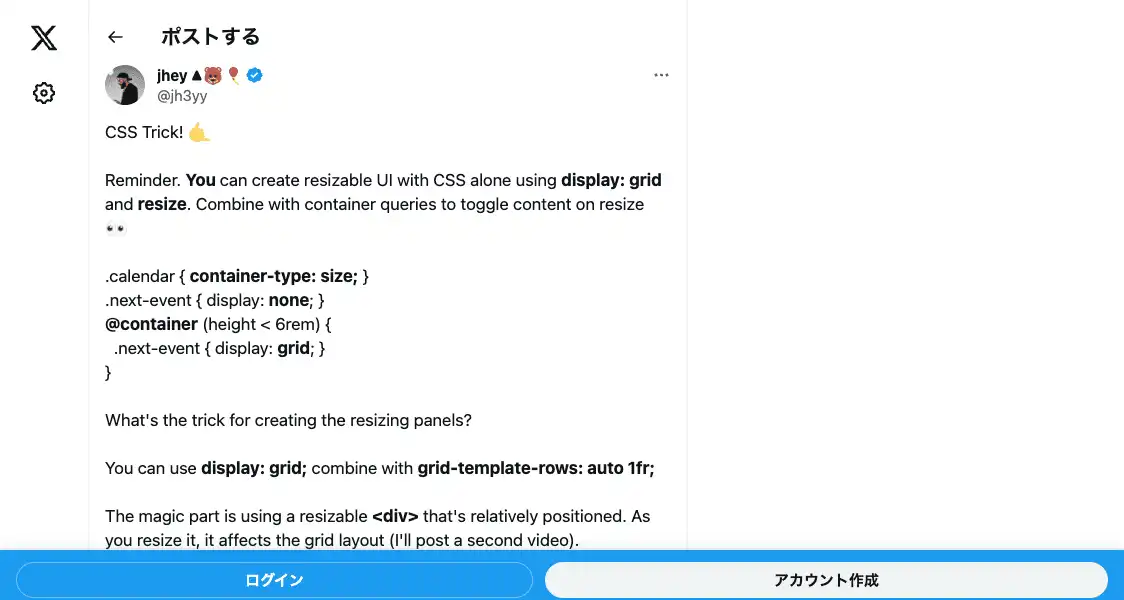 ポストする
jhey
@jh3yy
CSS Trick!
Reminder. You can create resizable UI with CSS alone using display: grid
and resize. Combine with container queries to toggle content on resize
.calendar { container-type: size; }
.next-event { display: none; }
@container (height < 6rem) {
.next-event { display: grid; }
}
What's the trick for creating the resizing panels?
You can use display: grid; combine with grid-template-rows: auto 1fr;
The magic part is using a resizable <div> that's relatively positioned. As
you resize it, it affects the grid layout (I'll post a second video).
ログイン
アカウント作成